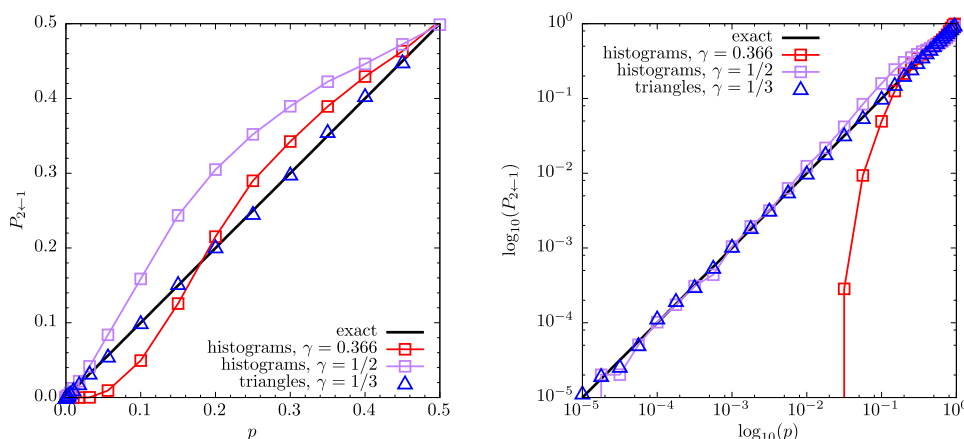 0.5
0.4
0.3
0.2
0.1
0.0
P2←1
0.0 0.1 0.2 0.3 0.4 0.5
p
exact
histograms, γ = 0.366
histograms, γ = 1/2
triangles, γ = 1/3
10^0
10^-1
10^-2
10^-3
10^-4
10^-5
log10(P2←1)
10^-5 10^-4 10^-3 10^-2 10^-1 10^0
log10(p)
exact
histograms, γ = 0.366
histograms, γ = 1/2
triangles, γ = 1/3